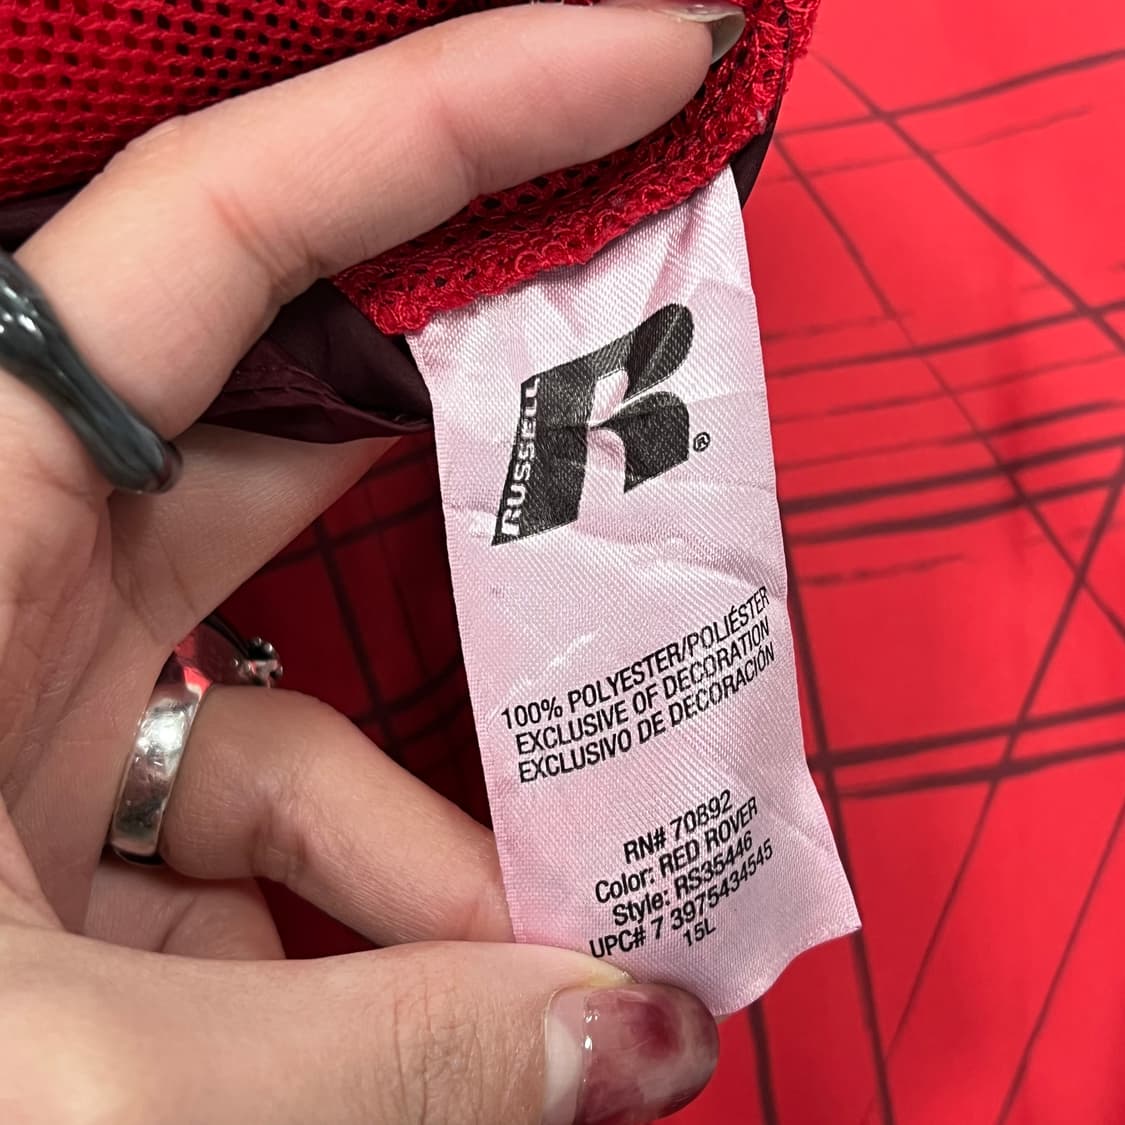 RUSSELL
R®
100% POLYESTER/POLIÉSTER
EXCLUSIVE OF DECORATION
EXCLUSIVO DE DECORACIÓN
RN# 70892
Color: RED ROVER
Style: RS35446
UPC# 7 3975434545
15L